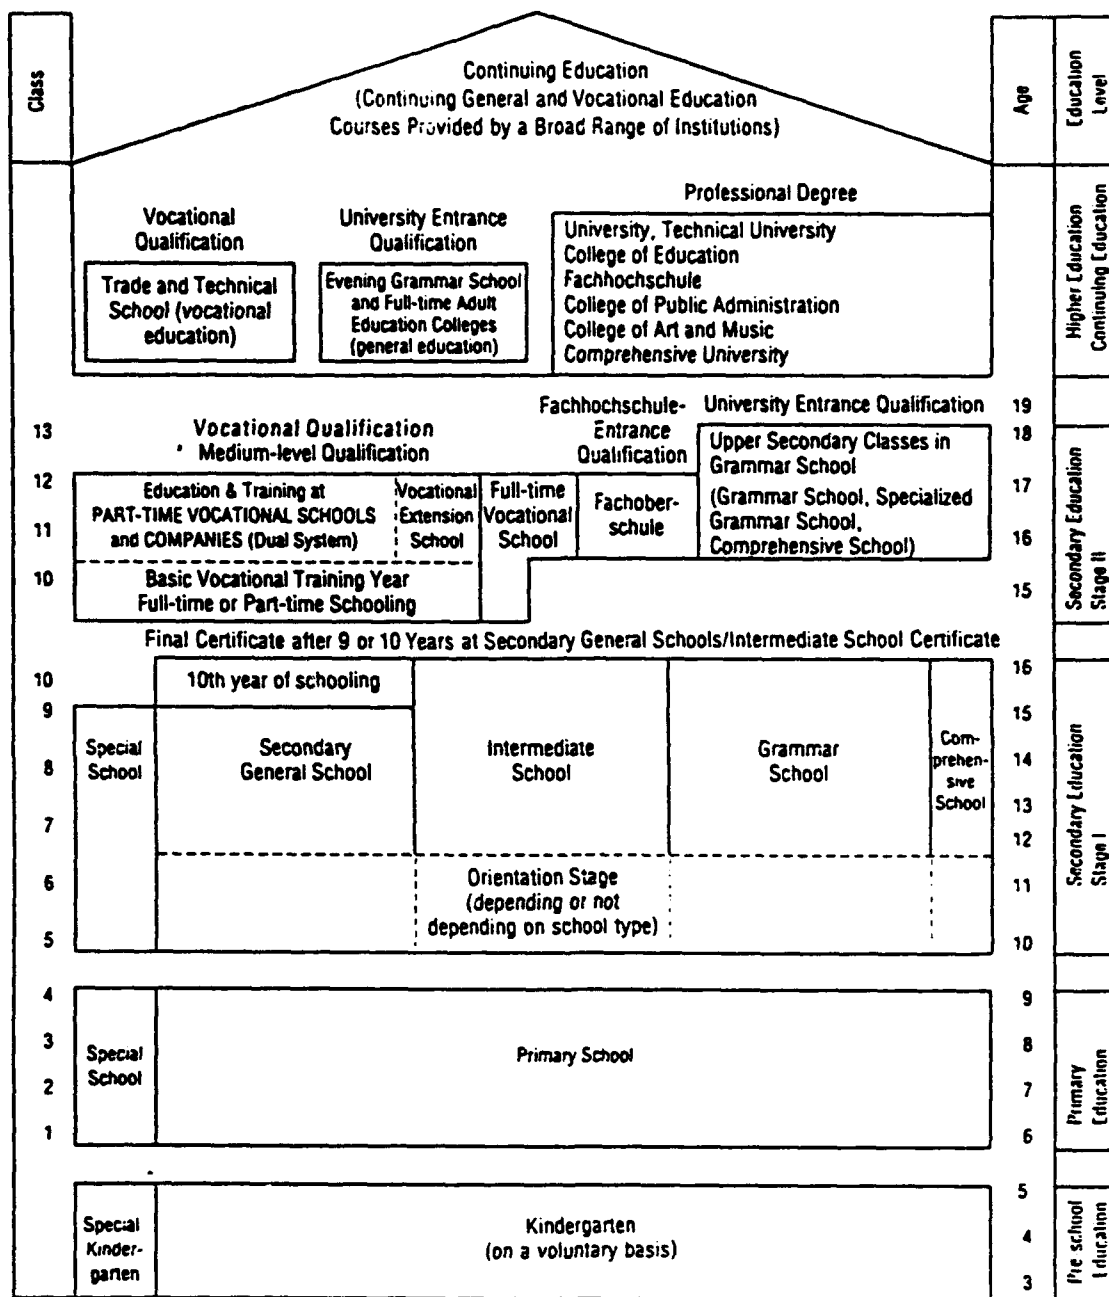 Class
Continuing Education
(Continuing General and Vocational Education
Courses Provided by a Broad Range of Institutions)
Age
Education
Level
Vocational
Qualification
Trade and Technical
School (vocational
education)
University Entrance
Qualification
Evening Grammar School
and Full-time Adult
Education Colleges
(general education)
Professional Degree
University, Technical University
College of Education
Fachhochschule
College of Public Administration
College of Art and Music
Comprehensive University
Higher Education
Continuing Education
13
12
11
10
Vocational Qualification
Medium-level Qualification
Education & Training at
PART-TIME VOCATIONAL SCHOOLS
and COMPANIES (Dual System)
Vocational
Extension
School
Basic Vocational Training Year
Full-time or Part-time Schooling
Full-time
Vocational
School
Fachhochschule-
Entrance
Qualification
Fachober-
schule
University Entrance Qualification
Upper Secondary Classes in
Grammar School
(Grammar School, Specialized
Grammar School,
Comprehensive School)
19
18
17
16
15
Secondary Education
Stage II
Final Certificate after 9 or 10 Years at Secondary General Schools/Intermediate School Certificate
10
9
8
7
6
5
10th year of schooling
Special
School
Secondary
General School
Intermediate
School
Grammar
School
Com-
prehen-
sive
School
Orientation Stage
(depending or not
depending on school type)
16
15
14
13
12
11
10
Secondary Education
Stage I
4
3
2
1
Special
School
Primary School
9
8
7
6
Primary
Education
Special
Kinder-
garten
Kindergarten
(on a voluntary basis)
5
4
3
Pre school
Education